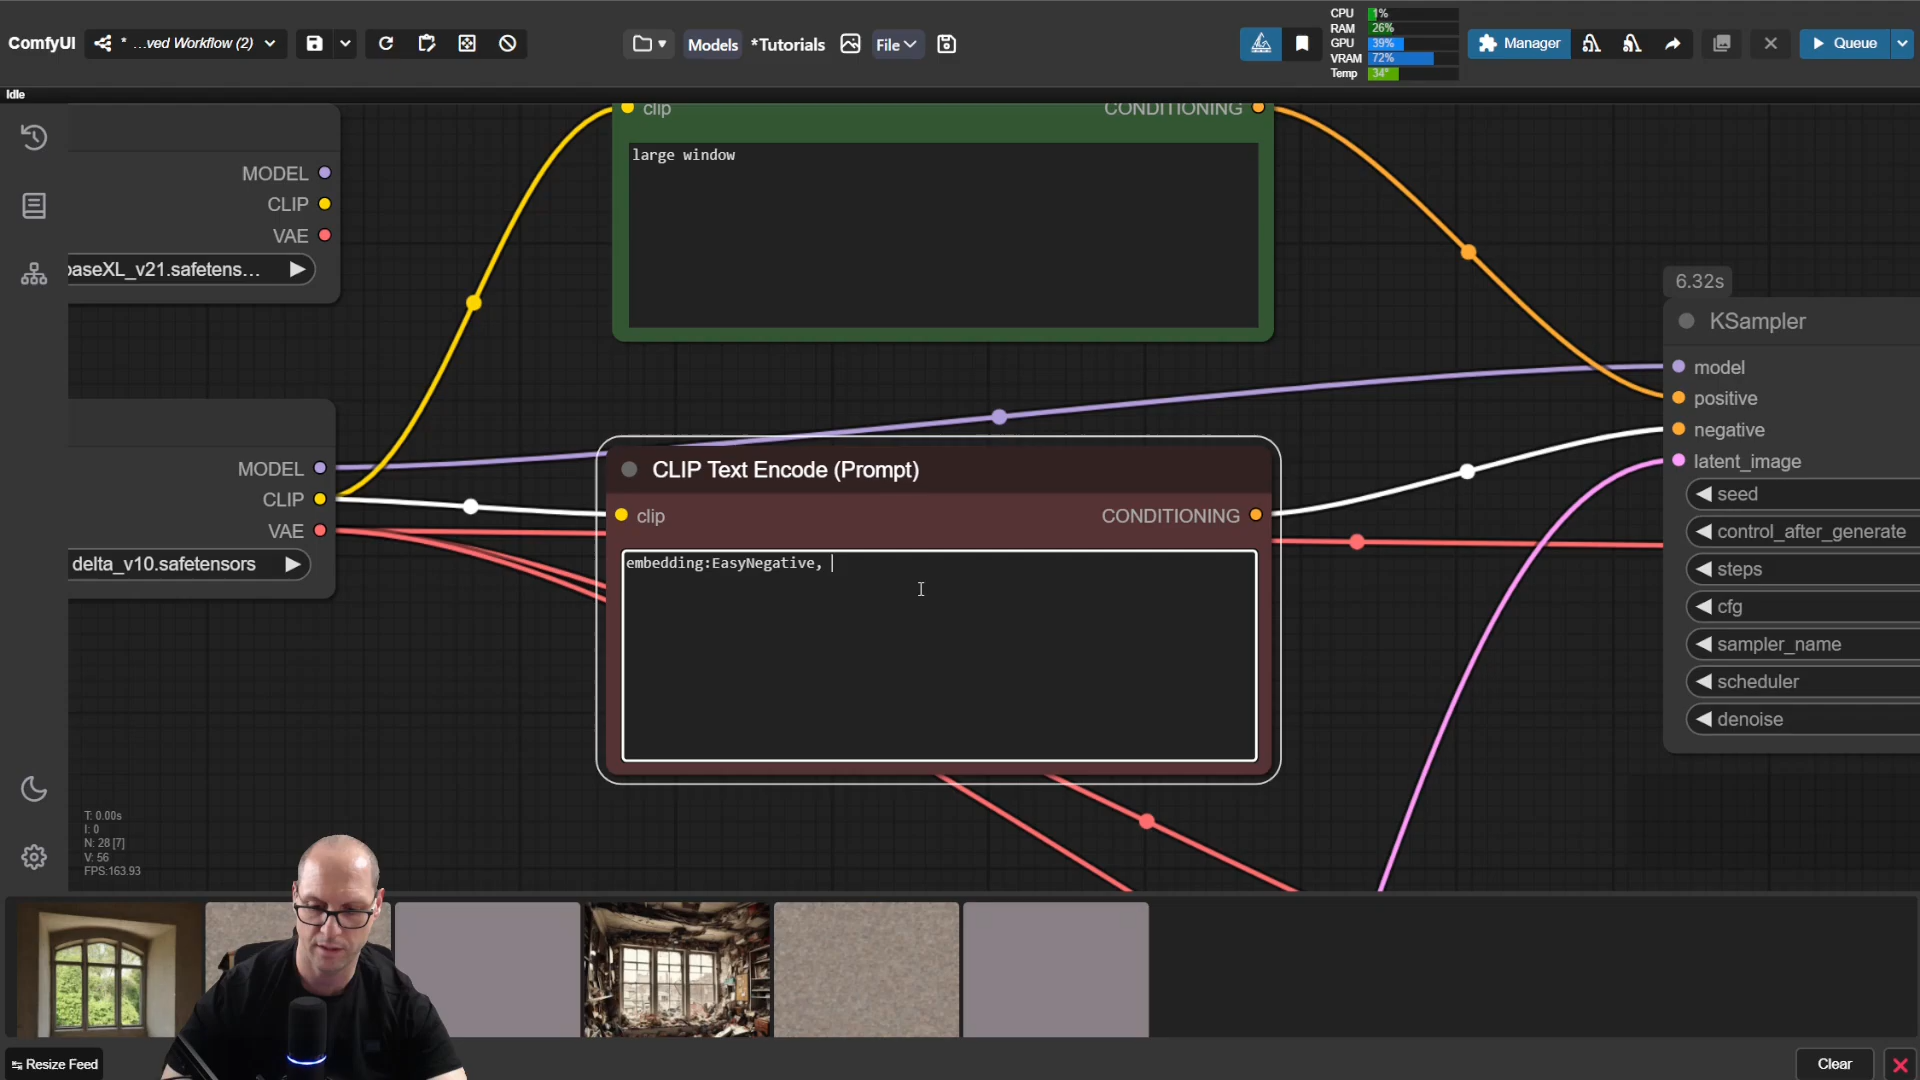 ComfyUI
* ...ved Workflow (2)
Models
*Tutorials
File
CPU 1%
RAM 26%
GPU 39%
VRAM 72%
Temp 34°
Manager
Queue
Idle
clip
CONDITIONING
large window
MODEL
CLIP
VAE
baseXL_v21.safetens...
6.32s
KSampler
model
positive
negative
latent_image
seed
control_after_generate
steps
cfg
sampler_name
scheduler
denoise
MODEL
CLIP
VAE
delta_v10.safetensors
CLIP Text Encode (Prompt)
clip
CONDITIONING
embedding:EasyNegative,
T: 0.00s
I: 0
N: 28 [7]
V: 56
FPS:163.93
Resize Feed
Clear